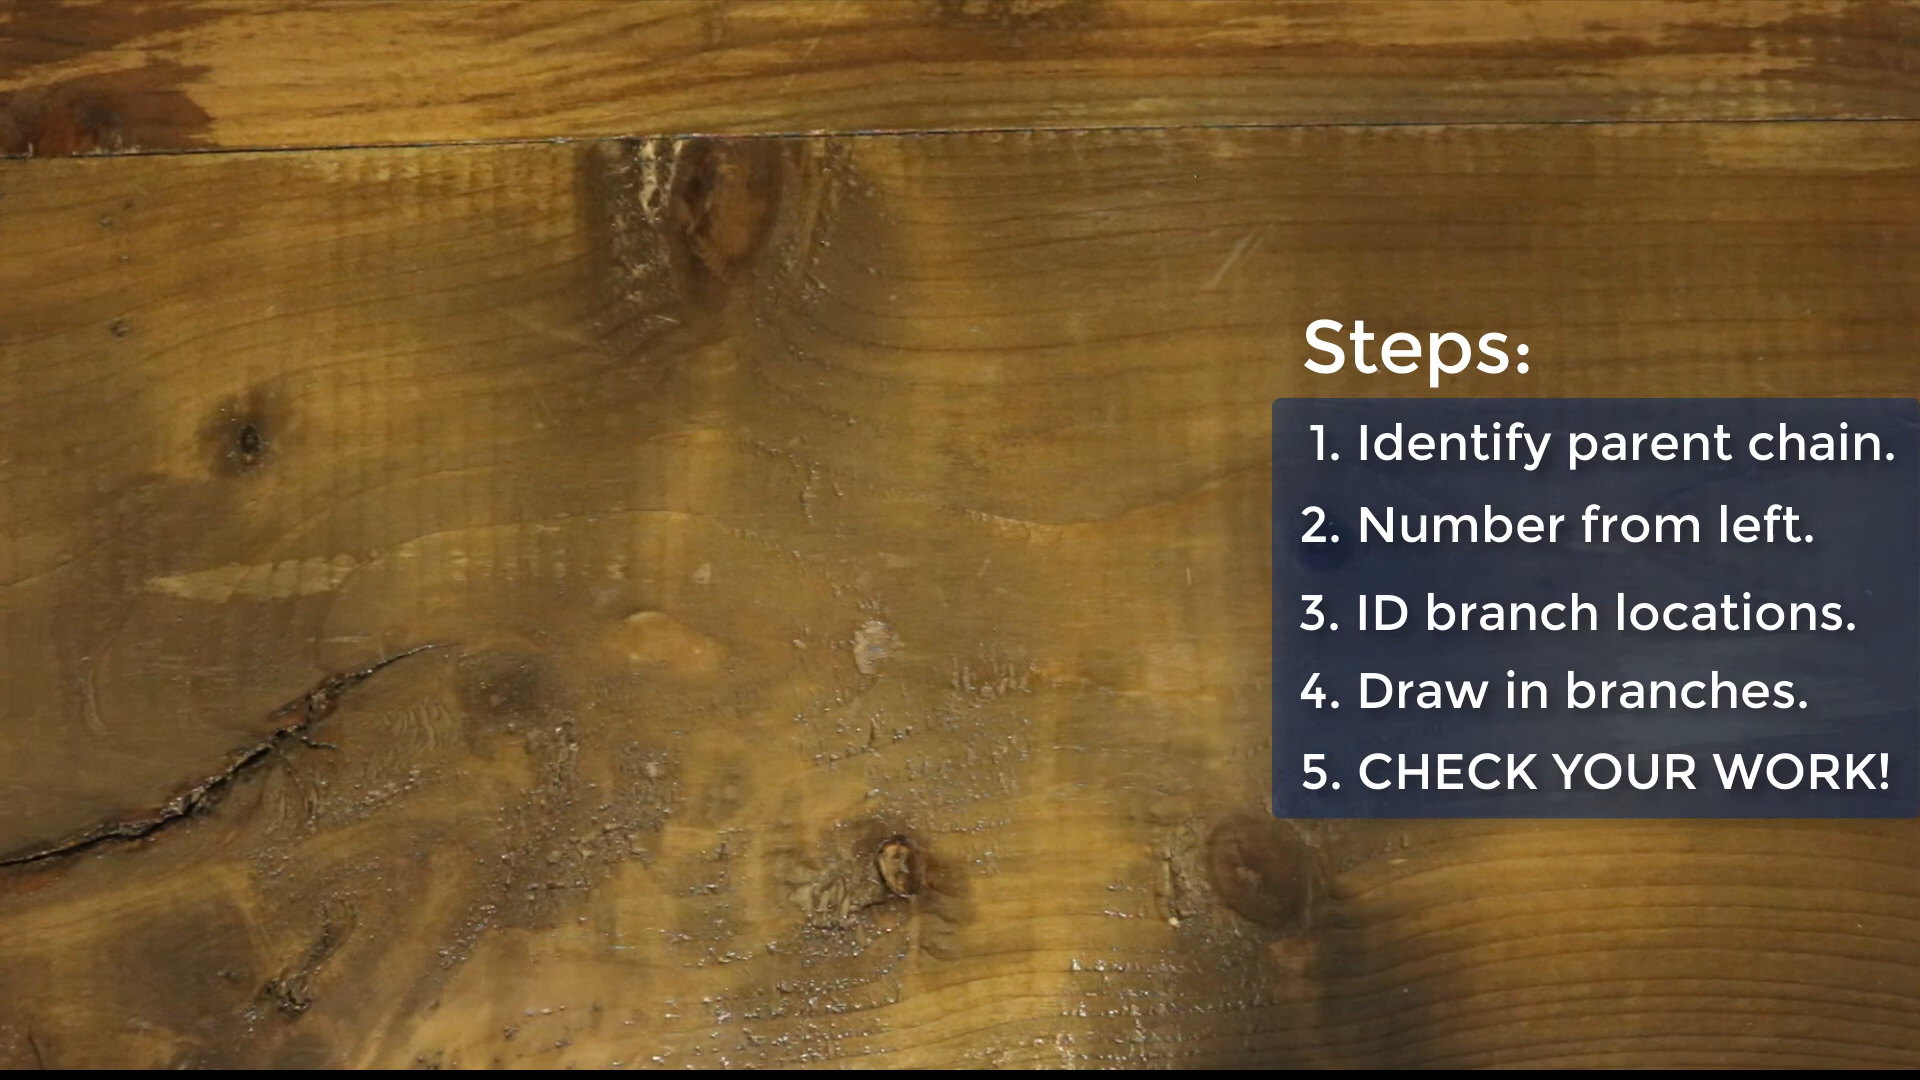 Steps:
1. Identify parent chain.
2. Number from left.
3. ID branch locations.
4. Draw in branches.
5. CHECK YOUR WORK!